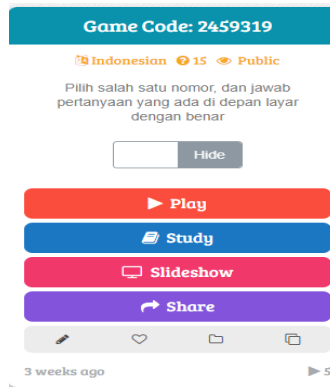 Game Code: 2459319
Indonesian 15 Public
Pilih salah satu nomor, dan jawab
pertanyaan yang ada di depan layar
dengan benar
Hide
Play
Study
Slideshow
Share
3 weeks ago 5